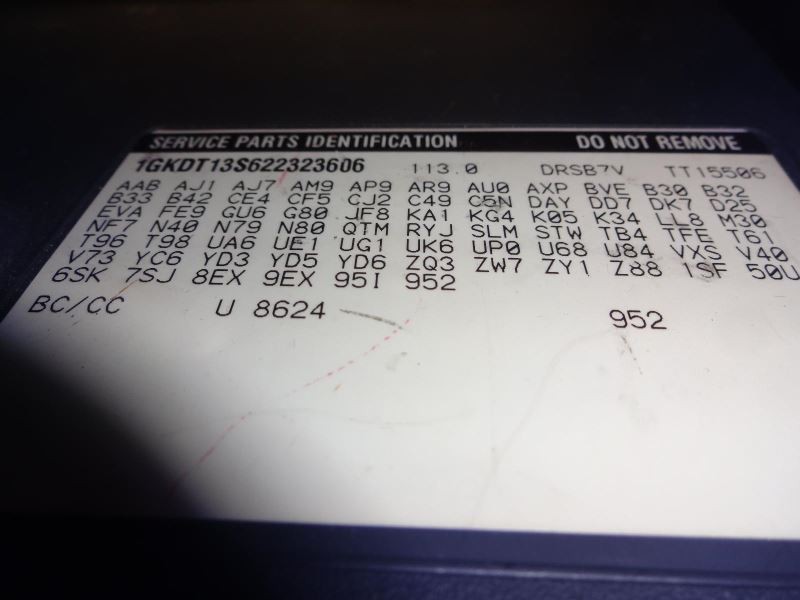 SERVICE PARTS IDENTIFICATION DO NOT REMOVE
1GKDT13S622323606 113.0 DRSB7V TT15506
AAB AJ1 AJ7 AM9 AP9 AR9 AU0 AXP BVE B30 B32
B33 B42 CE4 CF5 CJ2 C49 C5N DAY DD7 DK7 D25
EVA FE9 GU6 G80 JF8 KA1 KG4 K05 K34 LL8 M30
NF7 N40 N79 N80 QTM RYJ SLM STW TB4 TFE T61
T96 T98 UA6 UE1 UG1 UK6 UP0 U68 U84 VXS V40
V73 YC6 YD3 YD5 YD6 ZQ3 ZW7 ZY1 Z88 1SF 50U
6SK 7SJ 8EX 9EX 95I 952
BC/CC U 8624 952